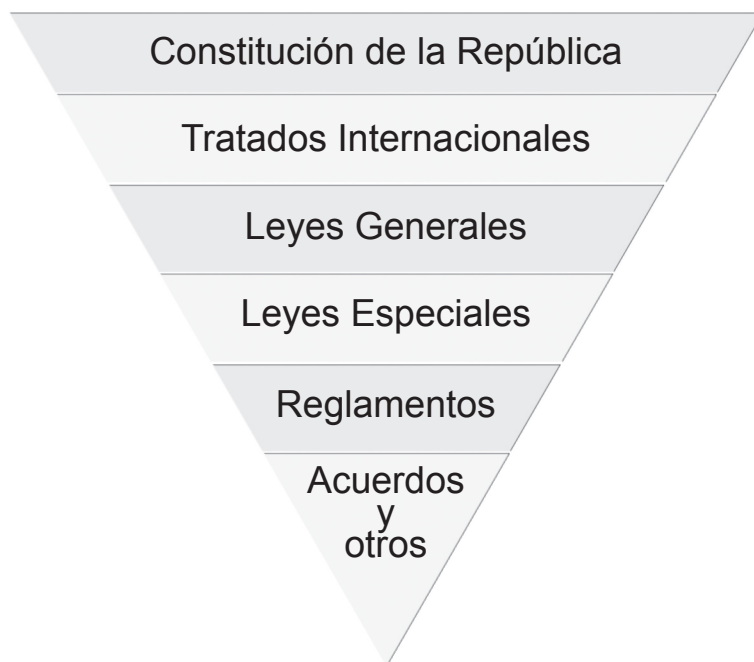 Constitución de la República
Tratados Internacionales
Leyes Generales
Leyes Especiales
Reglamentos
Acuerdos
y
otros